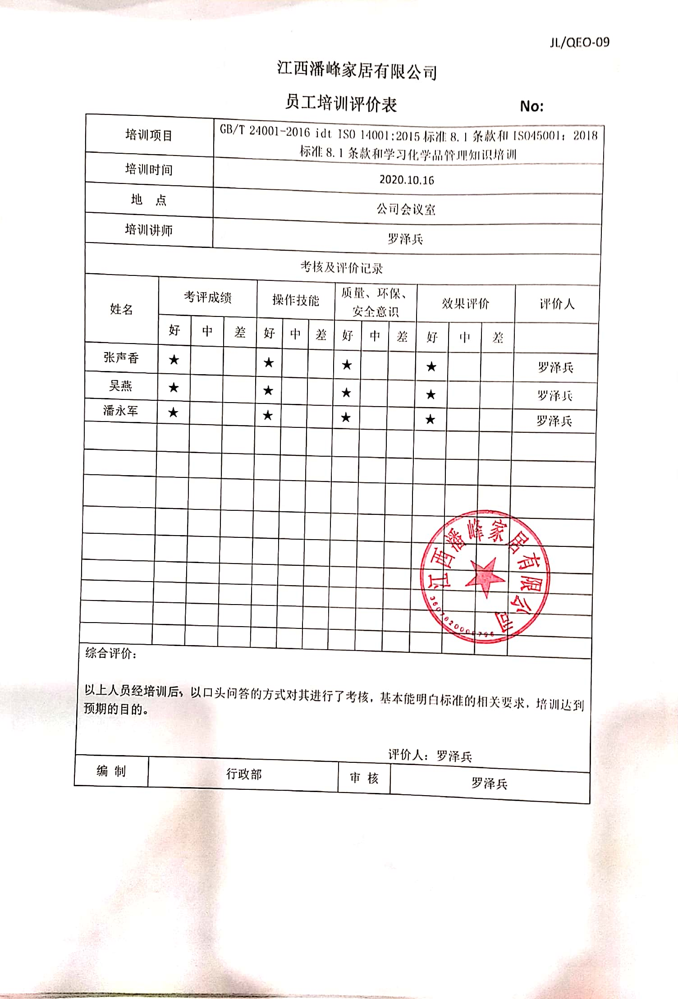 JL/QEO-09
江西潘峰家居有限公司
员工培训评价表 No:
培训项目 GB/T 24001-2016 idt ISO 14001:2015 标准 8.1 条款和 ISO45001：2018
标准 8.1 条款和学习化学品管理知识培训
培训时间 2020.10.16
地 点 公司会议室
培训讲师 罗泽兵
考核及评价记录
姓名 考评成绩 操作技能 质量、环保、安全意识 效果评价 评价人
好 中 差 好 中 差 好 中 差 好 中 差
张声香 ★ ★ ★ ★ 罗泽兵
吴燕 ★ ★ ★ ★ 罗泽兵
潘永军 ★ ★ ★ ★ 罗泽兵
江西潘峰家居有限公司
综合评价：
以上人员经培训后，以口头问答的方式对其进行了考核，基本能明白标准的相关要求，培训达到
预期的目的。
评价人：罗泽兵
编 制 行政部 审 核 罗泽兵